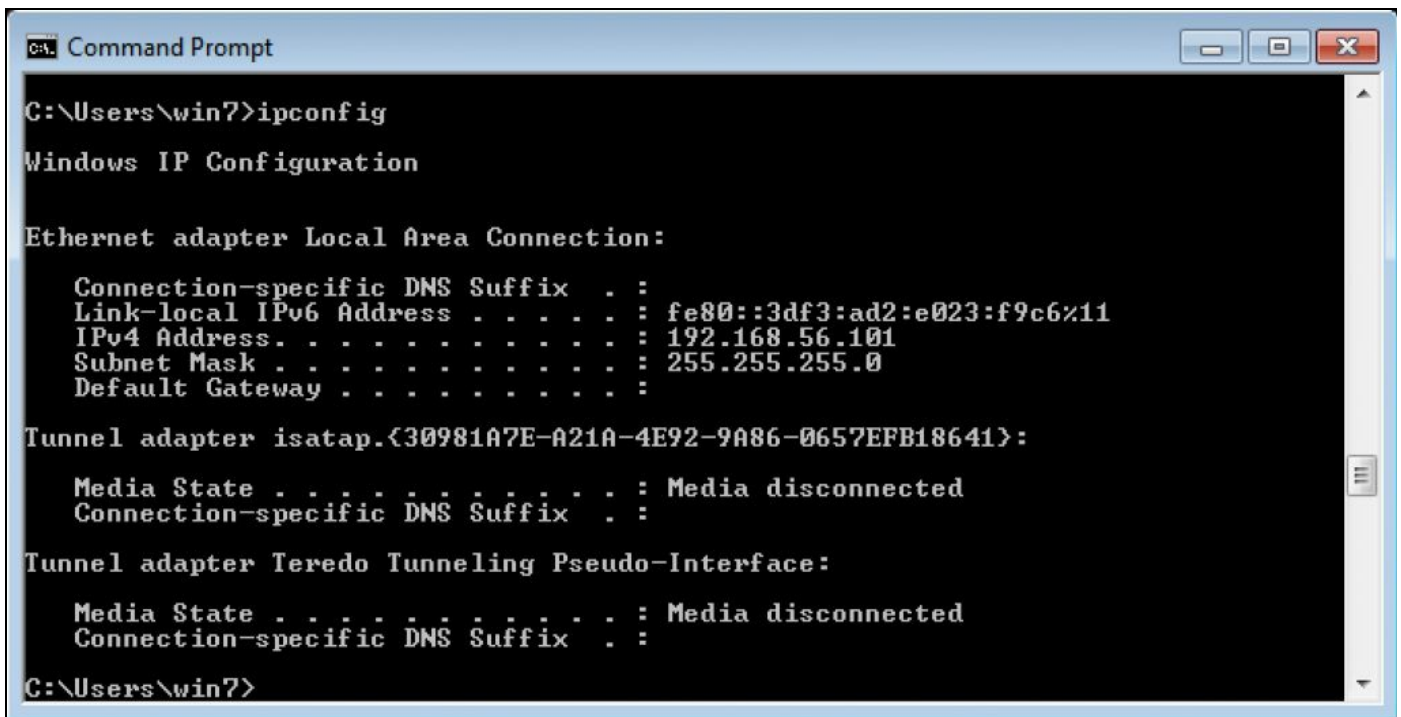 Command Prompt
C:\Users\win7>ipconfig
Windows IP Configuration
Ethernet adapter Local Area Connection:
Connection-specific DNS Suffix . :
Link-local IPv6 Address . . . . . : fe80::3df3:ad2:e023:f9c6%11
IPv4 Address. . . . . . . . . . . : 192.168.56.101
Subnet Mask . . . . . . . . . . . : 255.255.255.0
Default Gateway . . . . . . . . . :
Tunnel adapter isatap.{30981A7E-A21A-4E92-9A86-0657EFB18641}:
Media State . . . . . . . . . . . : Media disconnected
Connection-specific DNS Suffix . :
Tunnel adapter Teredo Tunneling Pseudo-Interface:
Media State . . . . . . . . . . . : Media disconnected
Connection-specific DNS Suffix . :
C:\Users\win7>